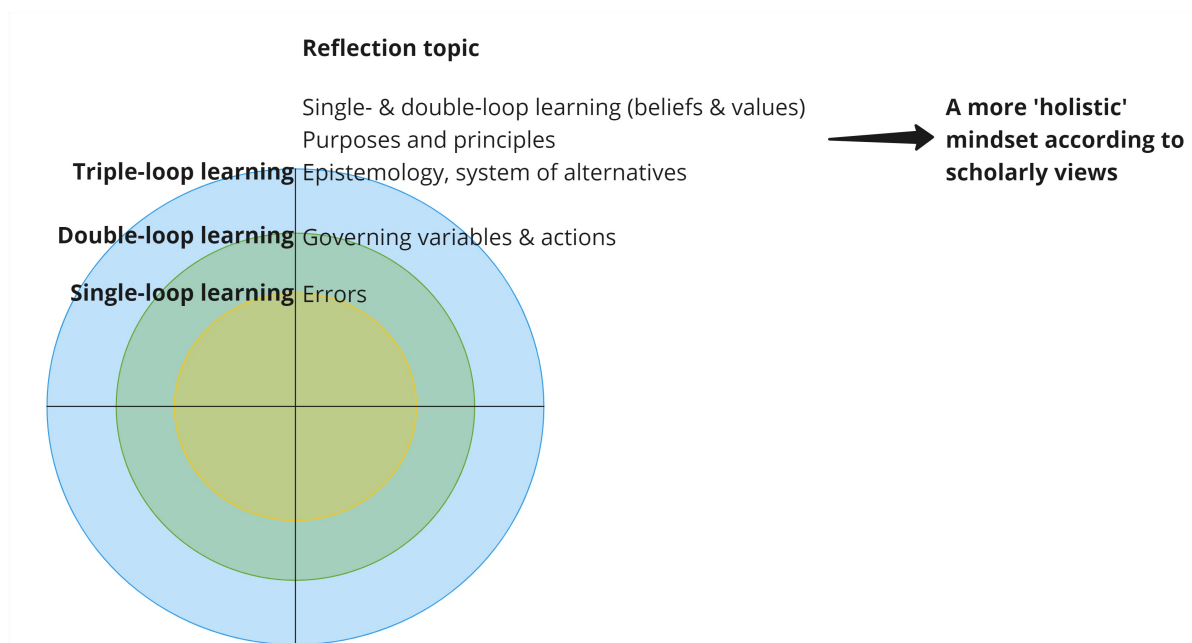 Reflection topic
Single- & double-loop learning (beliefs & values)
Purposes and principles
Triple-loop learning Epistemology, system of alternatives
A more 'holistic'
mindset according to
scholarly views
Double-loop learning Governing variables & actions
Single-loop learning Errors